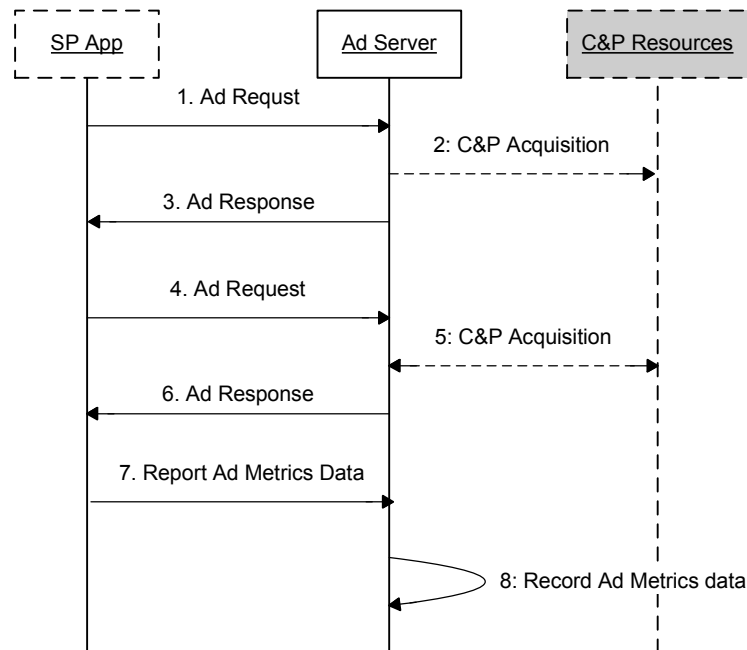 SP App
Ad Server
C&P Resources
1. Ad Requst
2: C&P Acquisition
3. Ad Response
4. Ad Request
5: C&P Acquisition
6. Ad Response
7. Report Ad Metrics Data
8: Record Ad Metrics data